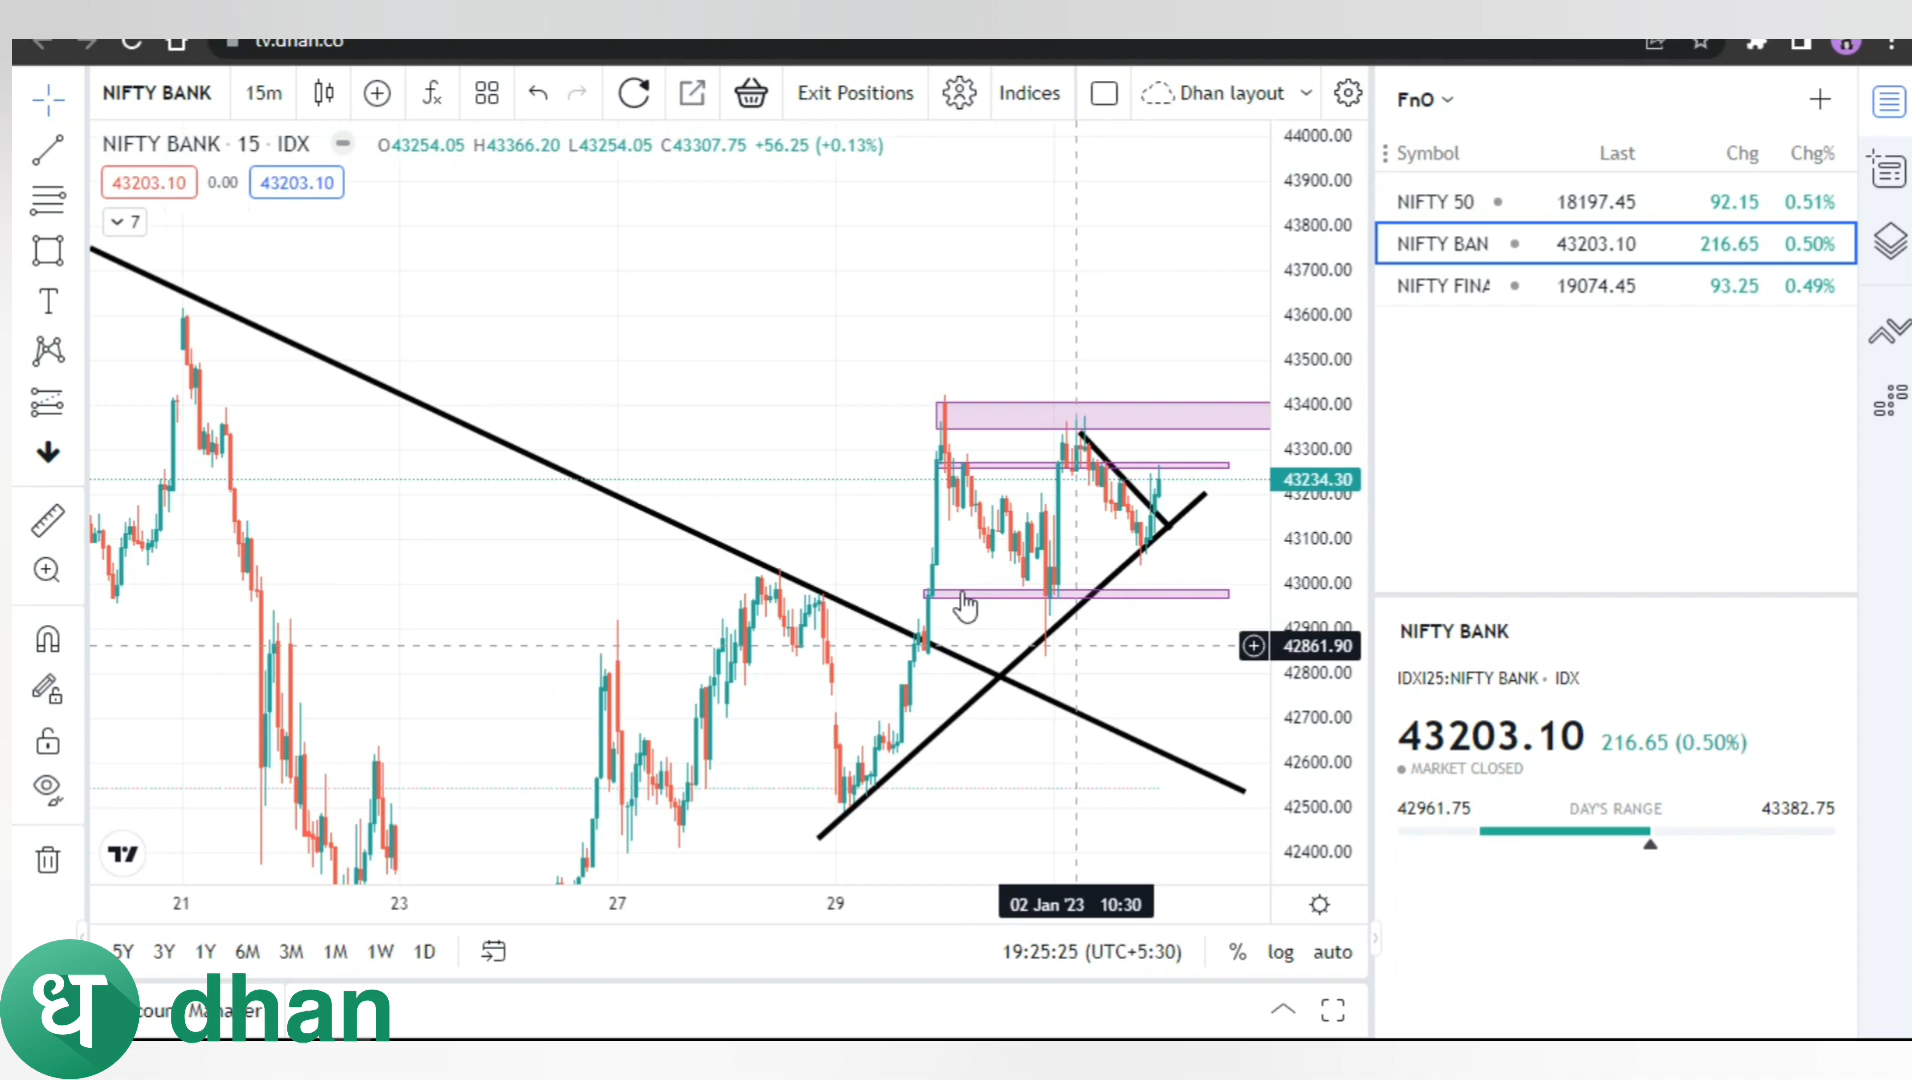 tv.dhan.co
NIFTY BANK 15m Exit Positions Indices Dhan layout
NIFTY BANK · 15 · IDX O43254.05 H43366.20 L43254.05 C43307.75 +56.25 (+0.13%)
43203.10 0.00 43203.10
7
44000.00
43900.00
43800.00
43700.00
43600.00
43500.00
43400.00
43300.00
43234.30
43200.00
43100.00
43000.00
42900.00
42861.90
42800.00
42700.00
42600.00
42500.00
42400.00
21 23 27 29 02 Jan '23 10:30
5Y 3Y 1Y 6M 3M 1M 1W 1D 19:25:25 (UTC+5:30) % log auto
FnO
Symbol Last Chg Chg%
NIFTY 50 18197.45 92.15 0.51%
NIFTY BAN 43203.10 216.65 0.50%
NIFTY FINA 19074.45 93.25 0.49%
NIFTY BANK
IDXI25:NIFTY BANK · IDX
43203.10 216.65 (0.50%)
MARKET CLOSED
42961.75 DAY'S RANGE 43382.75
ध dhan